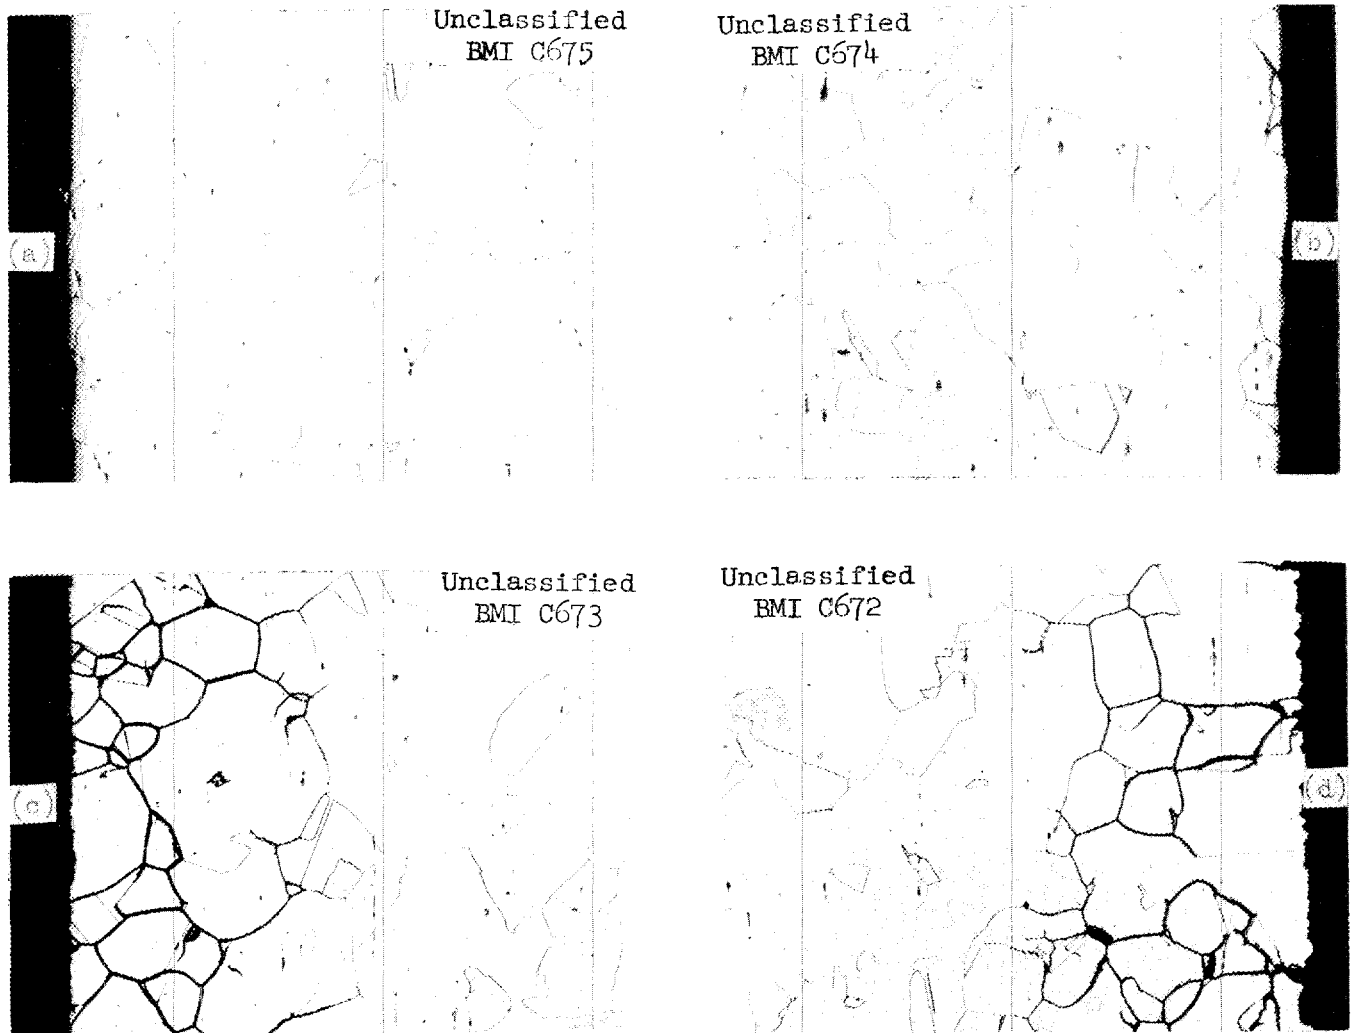 Unclassified
BMI C675
Unclassified
BMI C674
(a)
(b)
Unclassified
BMI C673
Unclassified
BMI C672
(c)
(d)